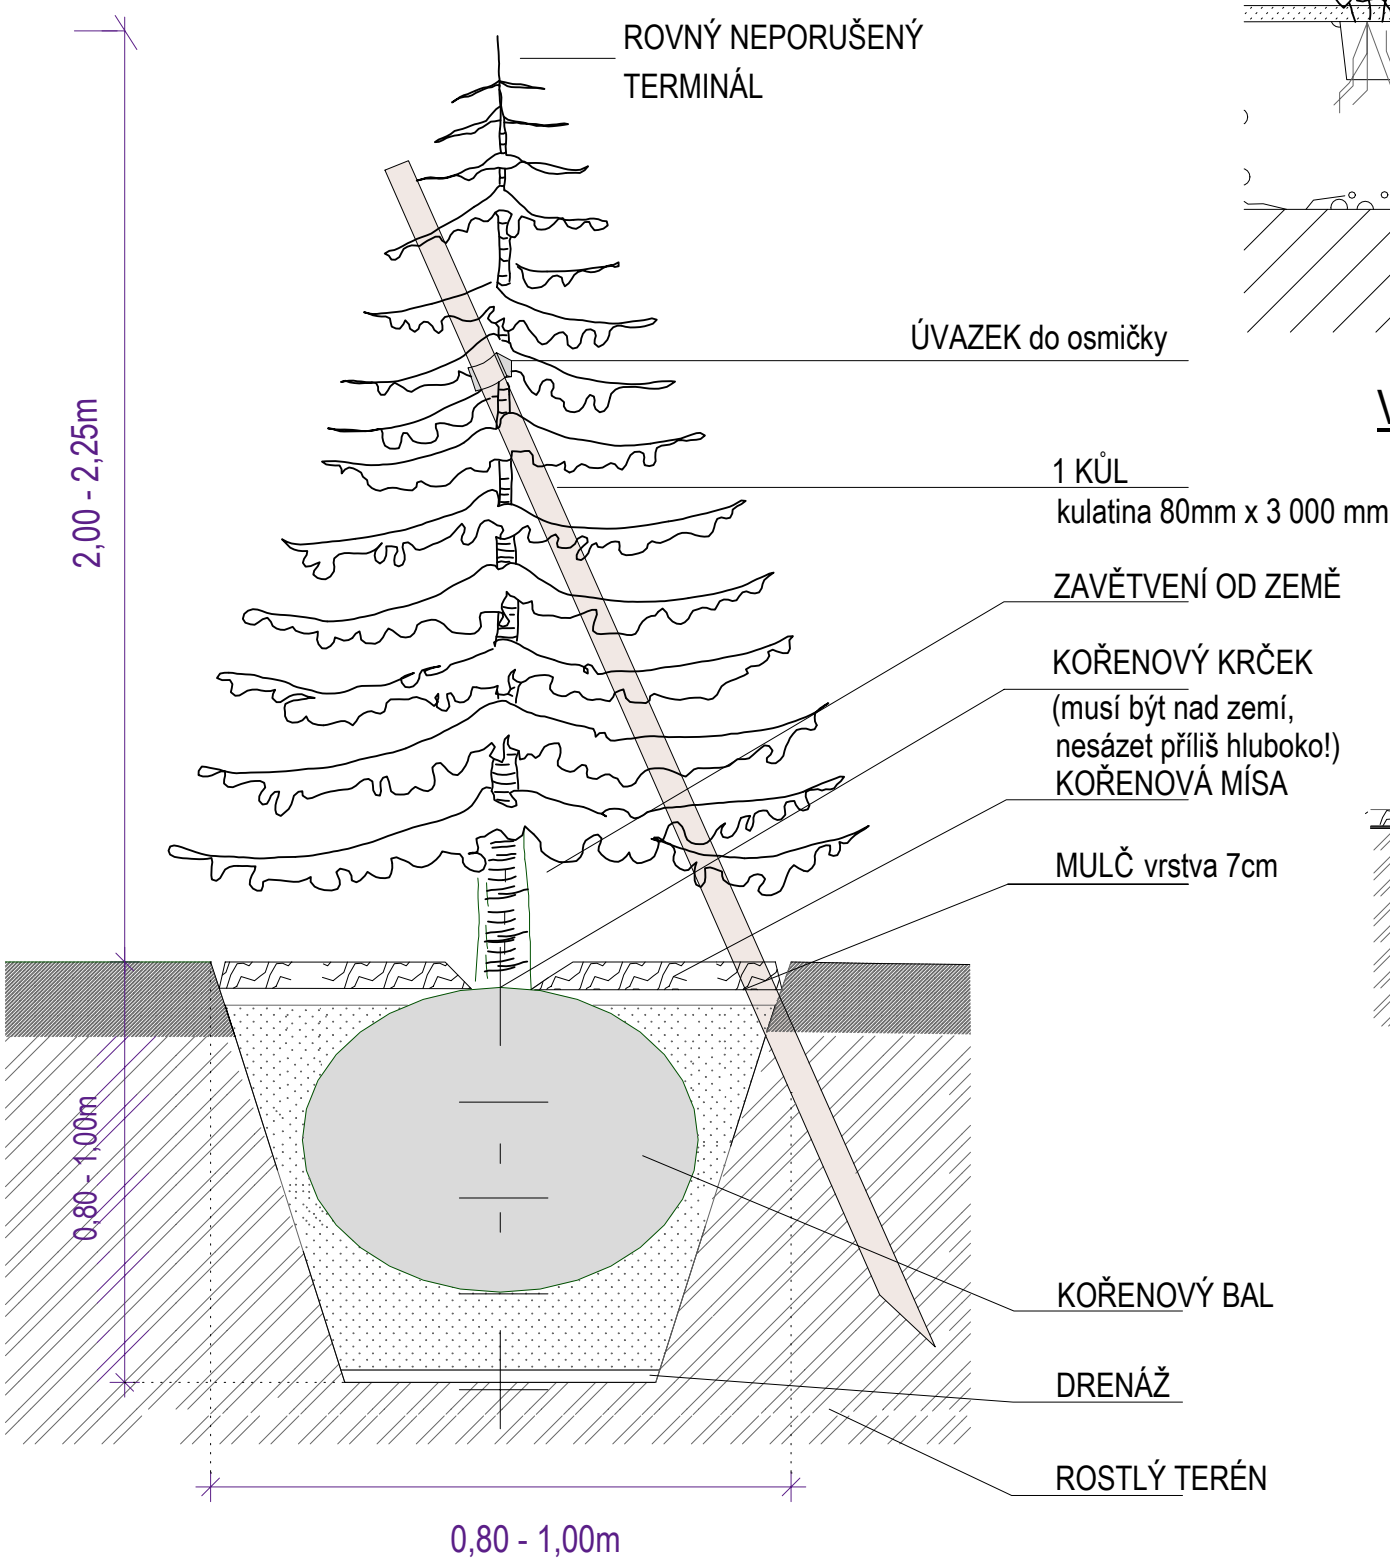 ROVNÝ NEPORUŠENÝ
TERMINÁL
ÚVAZEK do osmičky
2,00 - 2,25m
1 KŮL
kulatina 80mm x 3 000 mm
ZAVĚTVENÍ OD ZEMĚ
KOŘENOVÝ KRČEK
(musí být nad zemí,
nesázet příliš hluboko!)
KOŘENOVÁ MÍSA
MULČ vrstva 7cm
0,80 - 1,00m
KOŘENOVÝ BAL
DRENÁŽ
ROSTLÝ TERÉN
0,80 - 1,00m